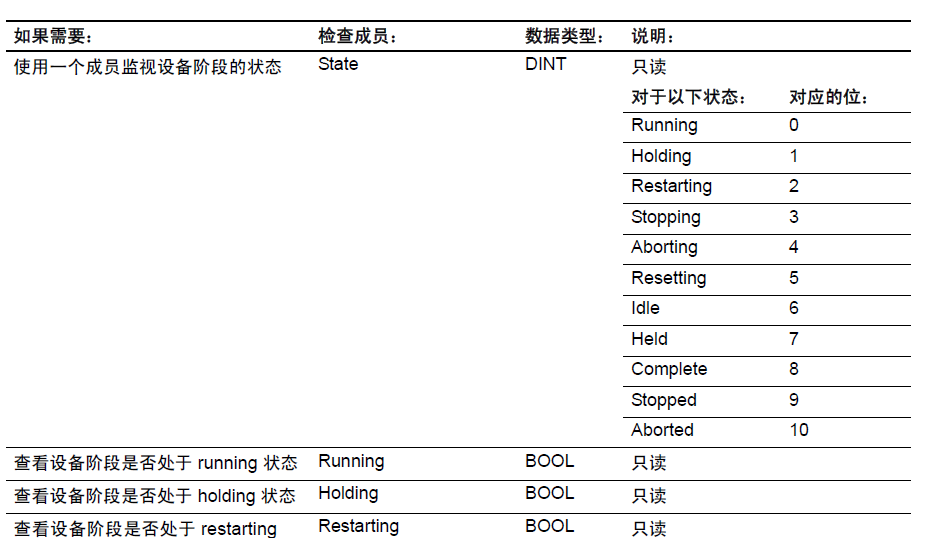 如果需要： 检查成员： 数据类型： 说明：
使用一个成员监视设备阶段的状态 State DINT 只读
对于以下状态： 对应的位：
Running 0
Holding 1
Restarting 2
Stopping 3
Aborting 4
Resetting 5
Idle 6
Held 7
Complete 8
Stopped 9
Aborted 10
查看设备阶段是否处于 running 状态 Running BOOL 只读
查看设备阶段是否处于 holding 状态 Holding BOOL 只读
查看设备阶段是否处于 restarting Restarting BOOL 只读